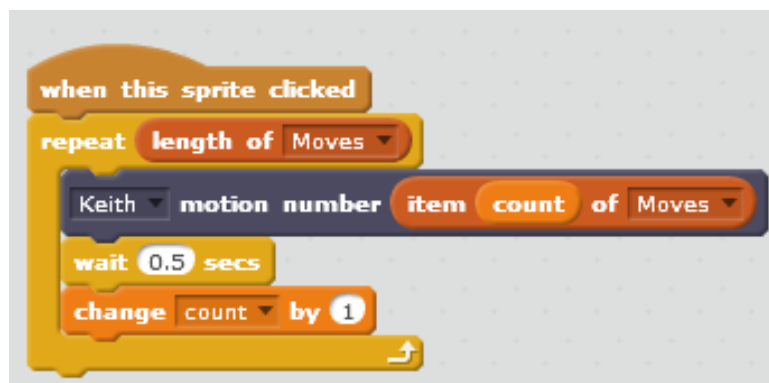 when this sprite clicked
repeat length of Moves
Keith motion number item count of Moves
wait 0.5 secs
change count by 1